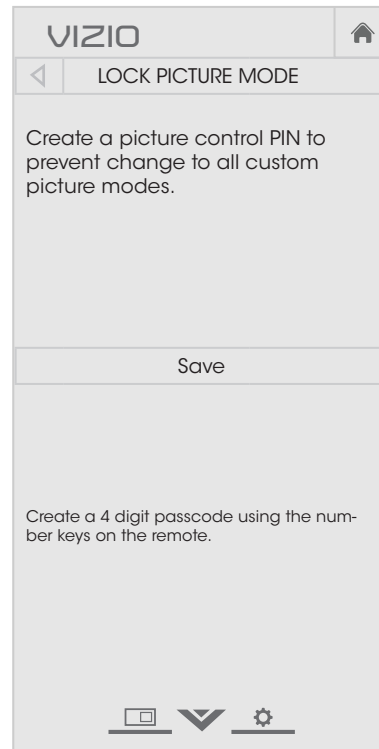 VIZIO
LOCK PICTURE MODE
Create a picture control PIN to
prevent change to all custom
picture modes.
Save
Create a 4 digit passcode using the num-
ber keys on the remote.